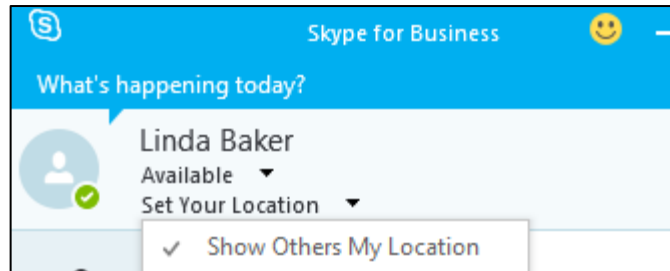 Skype for Business
What's happening today?
Linda Baker
Available
Set Your Location
Show Others My Location